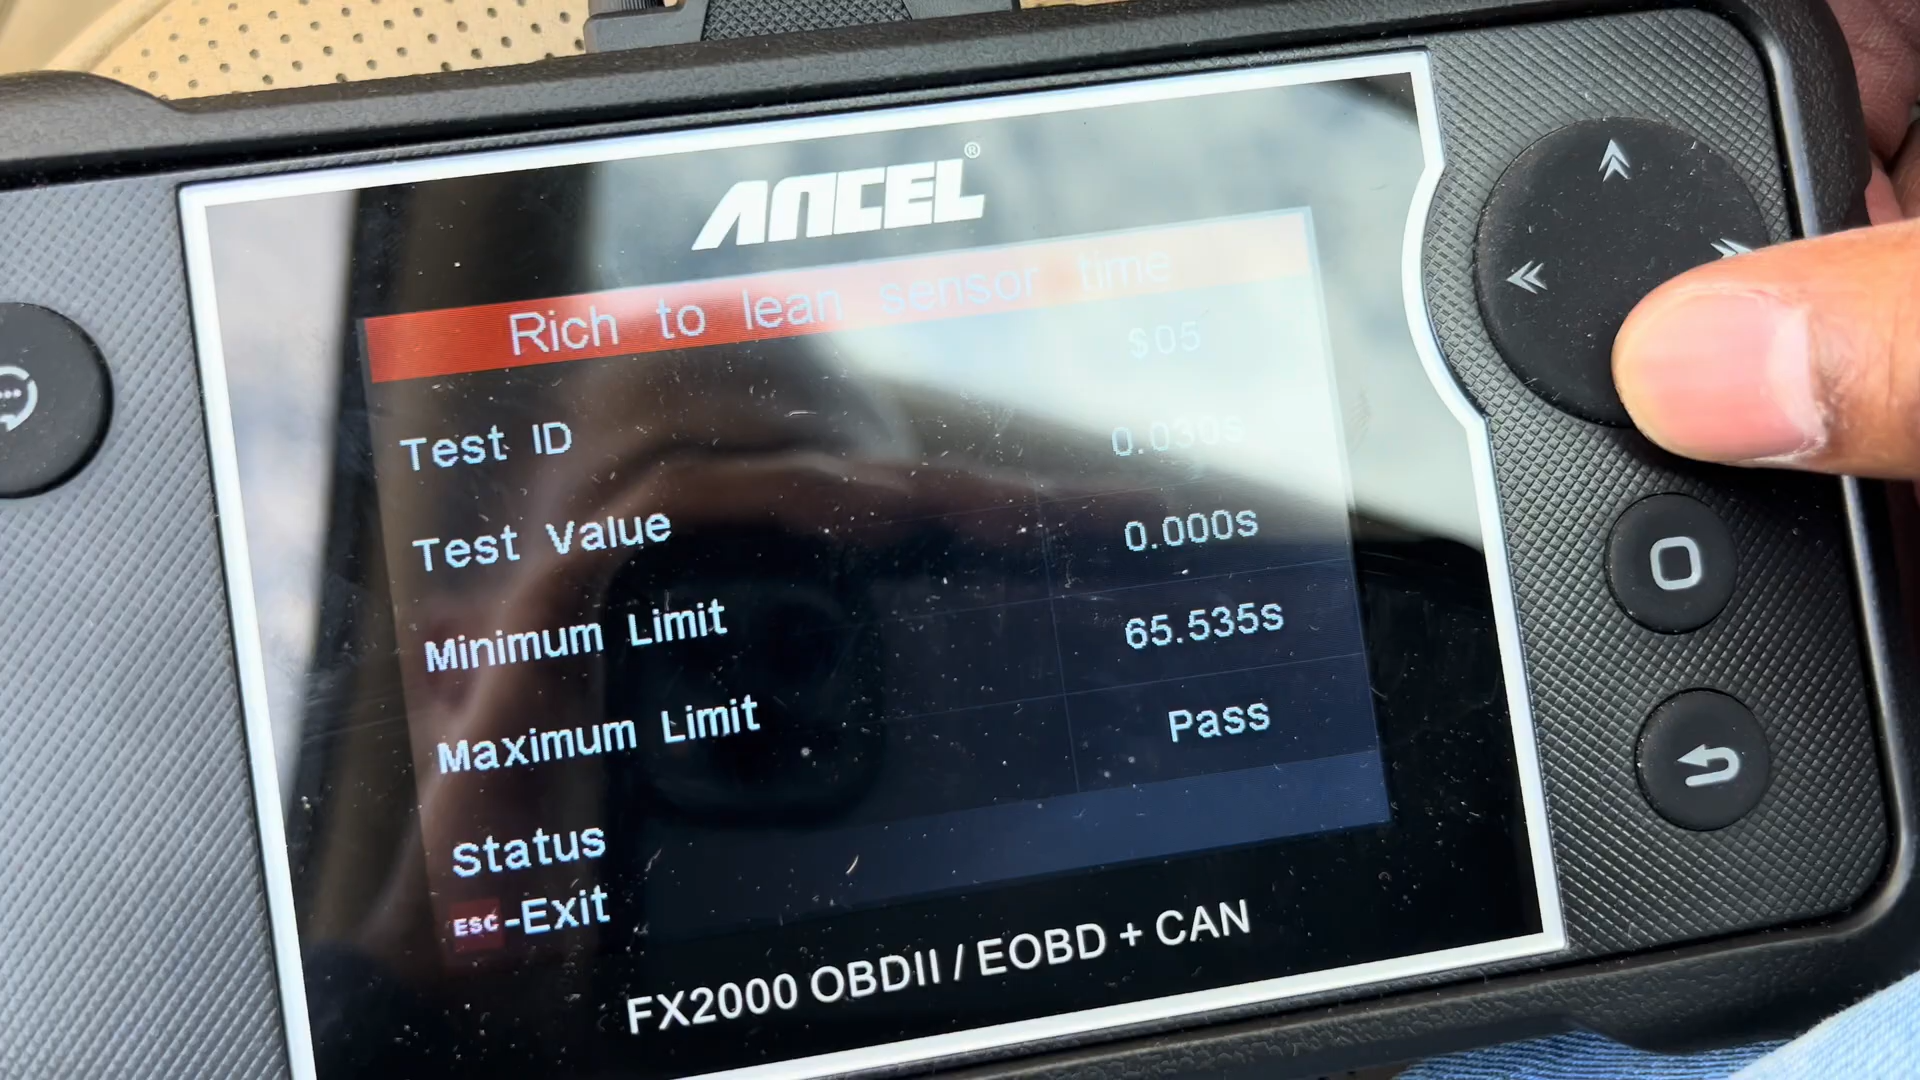 ANCEL®
Rich to lean sensor time
Test ID $05
Test Value 0.030s
Minimum Limit 0.000s
Maximum Limit 65.535s
Status Pass
ESC-Exit
FX2000 OBDII / EOBD + CAN